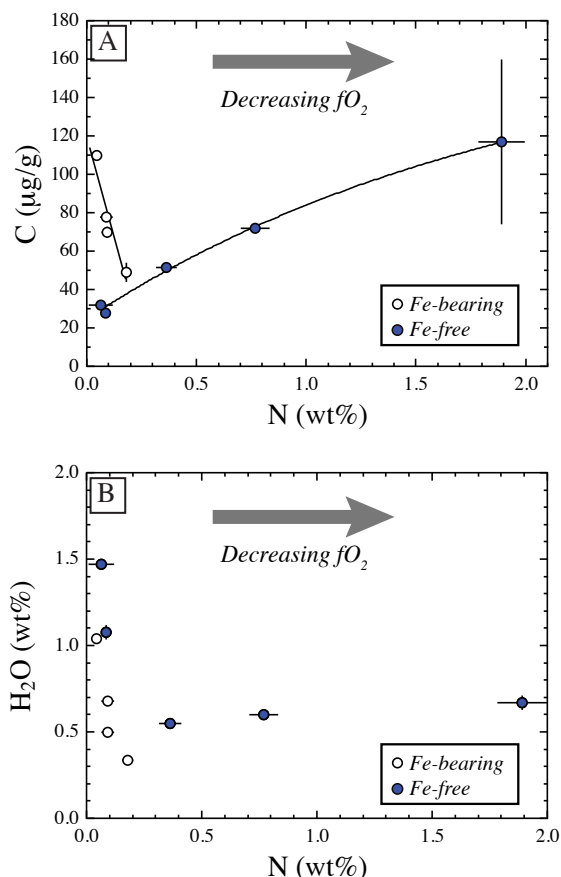 A
180
160
140
120
100
80
60
40
20
0
C (µg/g)
Decreasing fO₂
Fe-bearing
Fe-free
0.0 0.5 1.0 1.5 2.0
N (wt%)
B
2.0
1.5
1.0
0.5
0.0
H₂O (wt%)
Decreasing fO₂
Fe-bearing
Fe-free
0.0 0.5 1.0 1.5 2.0
N (wt%)